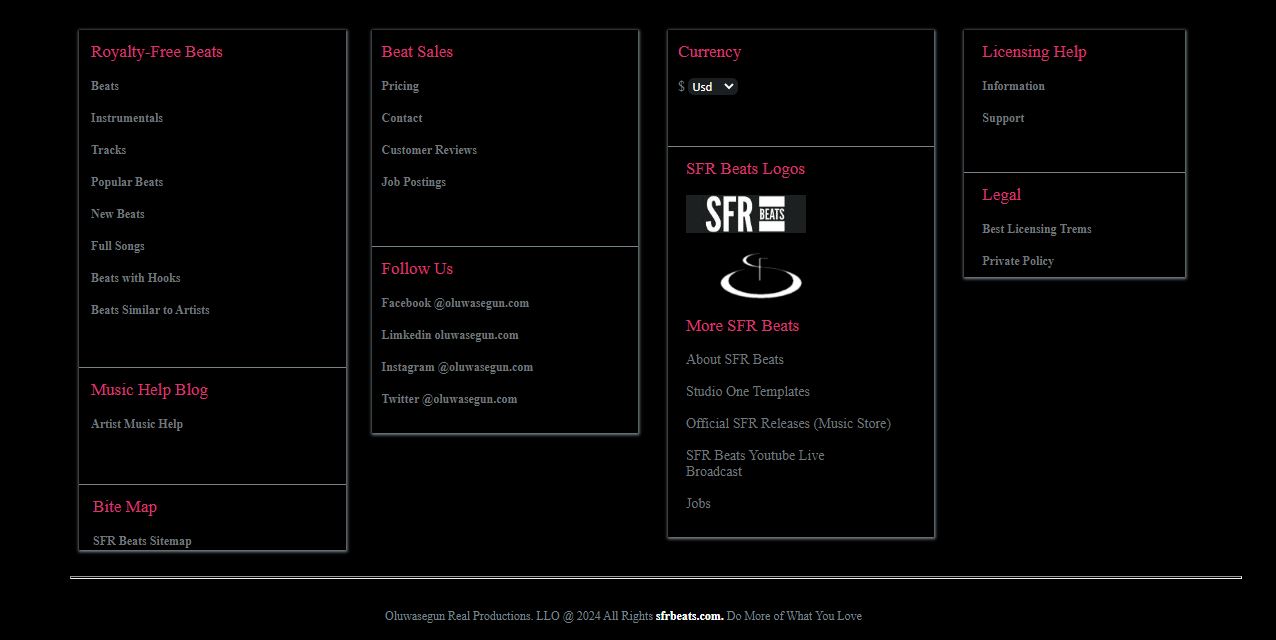 Royalty-Free Beats
Beats
Instrumentals
Tracks
Popular Beats
New Beats
Full Songs
Beats with Hooks
Beats Similar to Artists
Music Help Blog
Artist Music Help
Bite Map
SFR Beats Sitemap
Beat Sales
Pricing
Contact
Customer Reviews
Job Postings
Follow Us
Facebook @oluwasegun.com
Limkedin oluwasegun.com
Instagram @oluwasegun.com
Twitter @oluwasegun.com
Currency
$ Usd
SFR Beats Logos
SFR BEATS
More SFR Beats
About SFR Beats
Studio One Templates
Official SFR Releases (Music Store)
SFR Beats Youtube Live
Broadcast
Jobs
Licensing Help
Information
Support
Legal
Best Licensing Trems
Private Policy
Oluwasegun Real Productions. LLO @ 2024 All Rights sfrbeats.com. Do More of What You Love